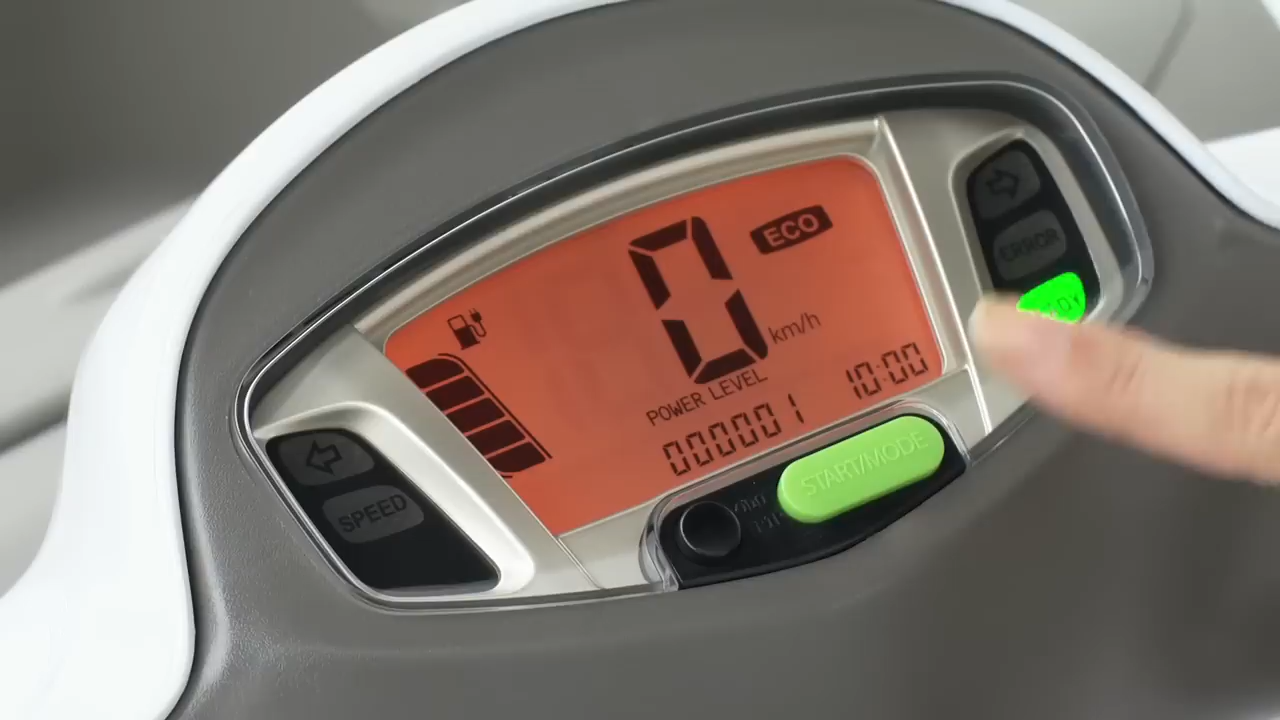 ECO
0
km/h
POWER LEVEL
000001
10:00
ERROR
SPEED
START/MODE